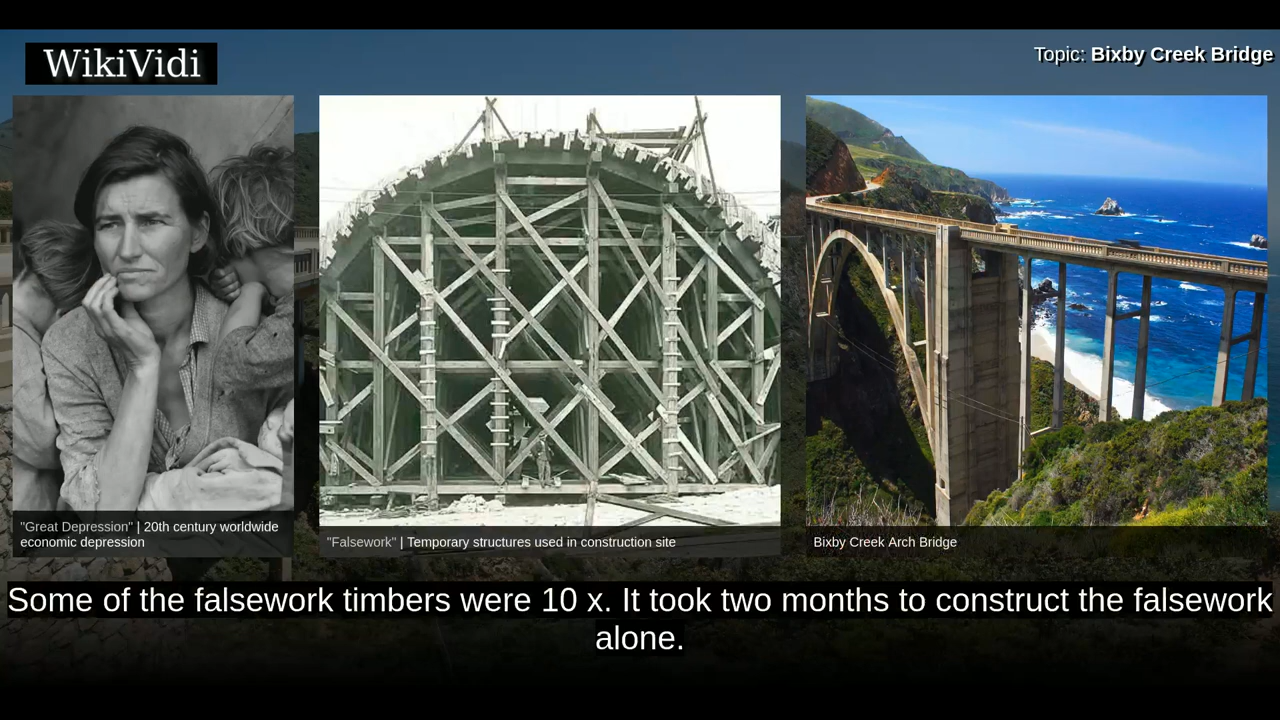 WikiVidi
Topic: Bixby Creek Bridge
"Great Depression" | 20th century worldwide
economic depression
"Falsework" | Temporary structures used in construction site
Bixby Creek Arch Bridge
Some of the falsework timbers were 10 x. It took two months to construct the falsework
alone.